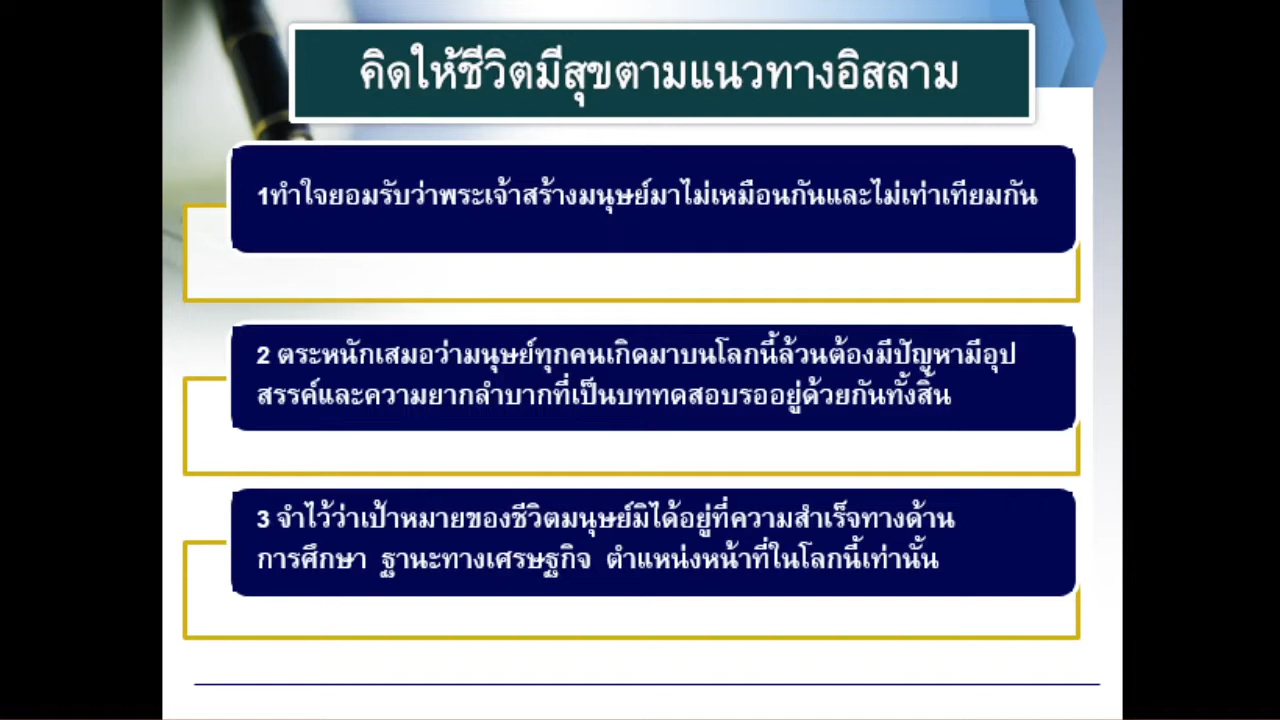 คิดให้ชีวิตมีสุขตามแนวทางอิสลาม
1ทำใจยอมรับว่าพระเจ้าสร้างมนุษย์มาไม่เหมือนกันและไม่เท่าเทียมกัน
2 ตระหนักเสมอว่ามนุษย์ทุกคนเกิดมาบนโลกนี้ล้วนต้องมีปัญหามีอุป
สรรค์และความยากลำบากที่เป็นบททดสอบรออยู่ด้วยกันทั้งสิ้น
3 จำไว้ว่าเป้าหมายของชีวิตมนุษย์มิได้อยู่ที่ความสำเร็จทางด้าน
การศึกษา ฐานะทางเศรษฐกิจ ตำแหน่งหน้าที่ในโลกนี้เท่านั้น